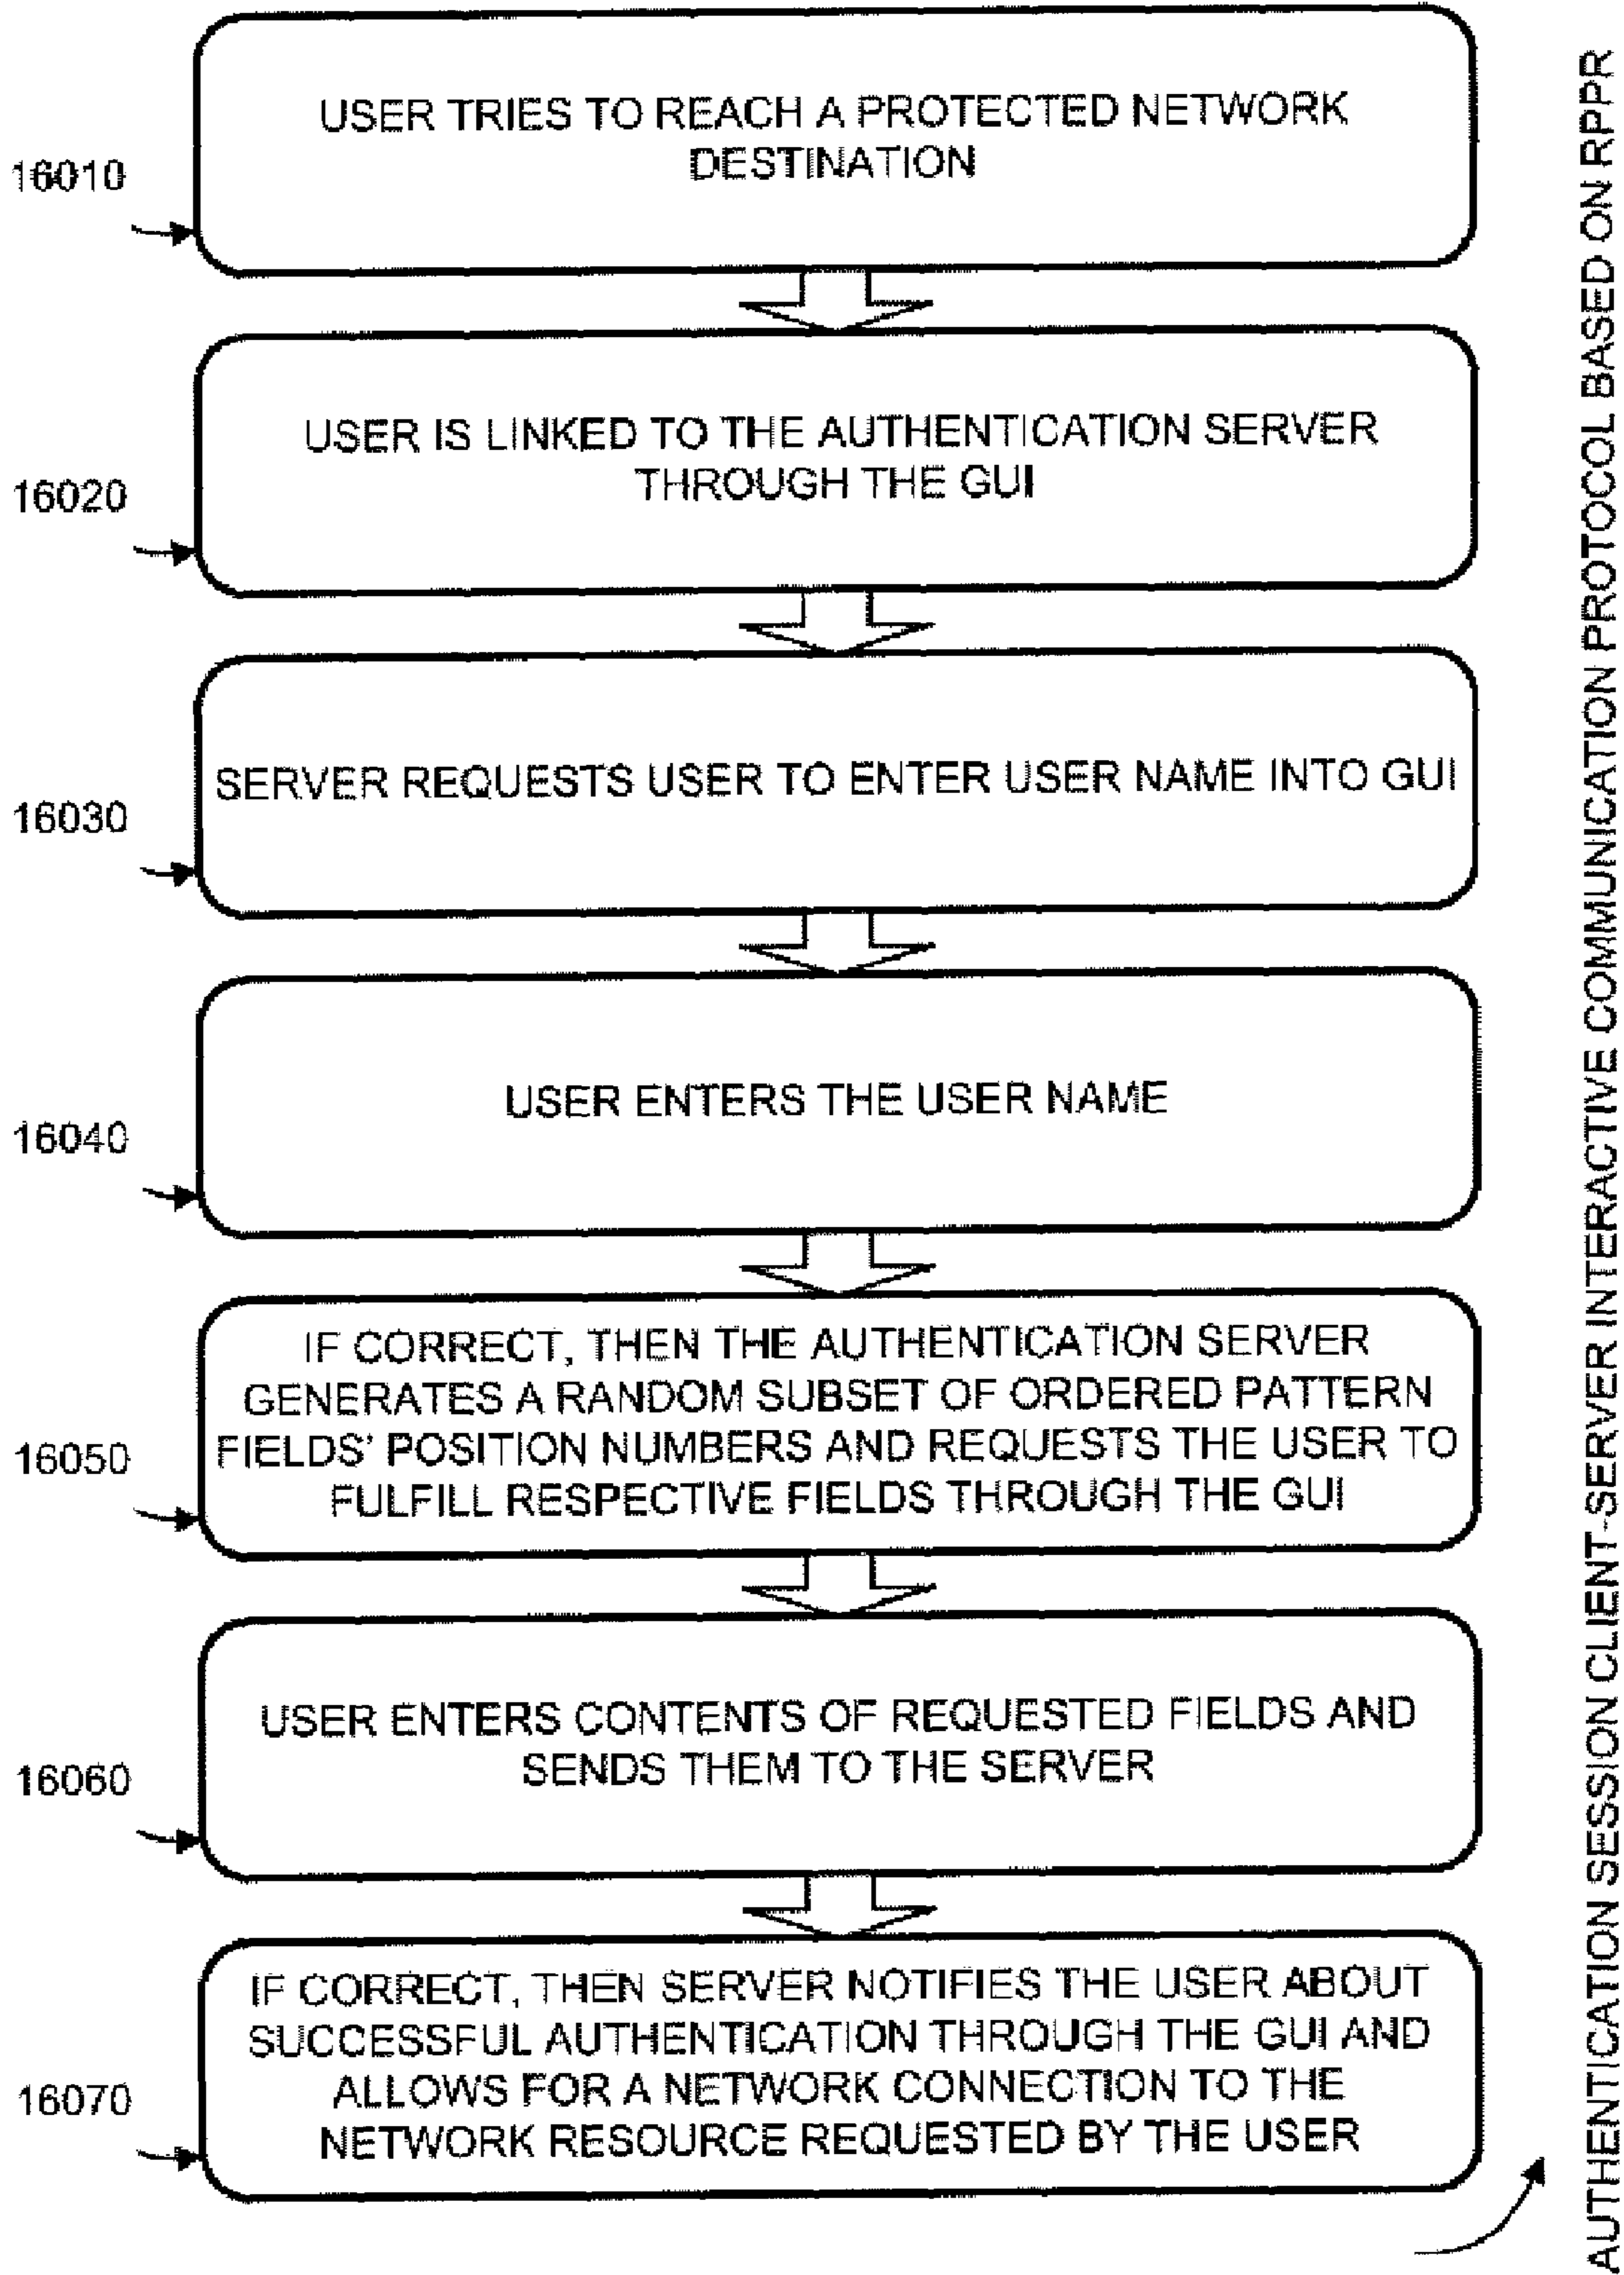 USER TRIES TO REACH A PROTECTED NETWORK
DESTINATION
16010
USER IS LINKED TO THE AUTHENTICATION SERVER
THROUGH THE GUI
16020
SERVER REQUESTS USER TO ENTER USER NAME INTO GUI
16030
USER ENTERS THE USER NAME
16040
IF CORRECT, THEN THE AUTHENTICATION SERVER
GENERATES A RANDOM SUBSET OF ORDERED PATTERN
FIELDS' POSITION NUMBERS AND REQUESTS THE USER TO
FULFILL RESPECTIVE FIELDS THROUGH THE GUI
16050
USER ENTERS CONTENTS OF REQUESTED FIELDS AND
SENDS THEM TO THE SERVER
16060
IF CORRECT, THEN SERVER NOTIFIES THE USER ABOUT
SUCCESSFUL AUTHENTICATION THROUGH THE GUI AND
ALLOWS FOR A NETWORK CONNECTION TO THE
NETWORK RESOURCE REQUESTED BY THE USER
16070
AUTHENTICATION SESSION CLIENT-SERVER INTERACTIVE COMMUNICATION PROTOCOL BASED ON RPPR